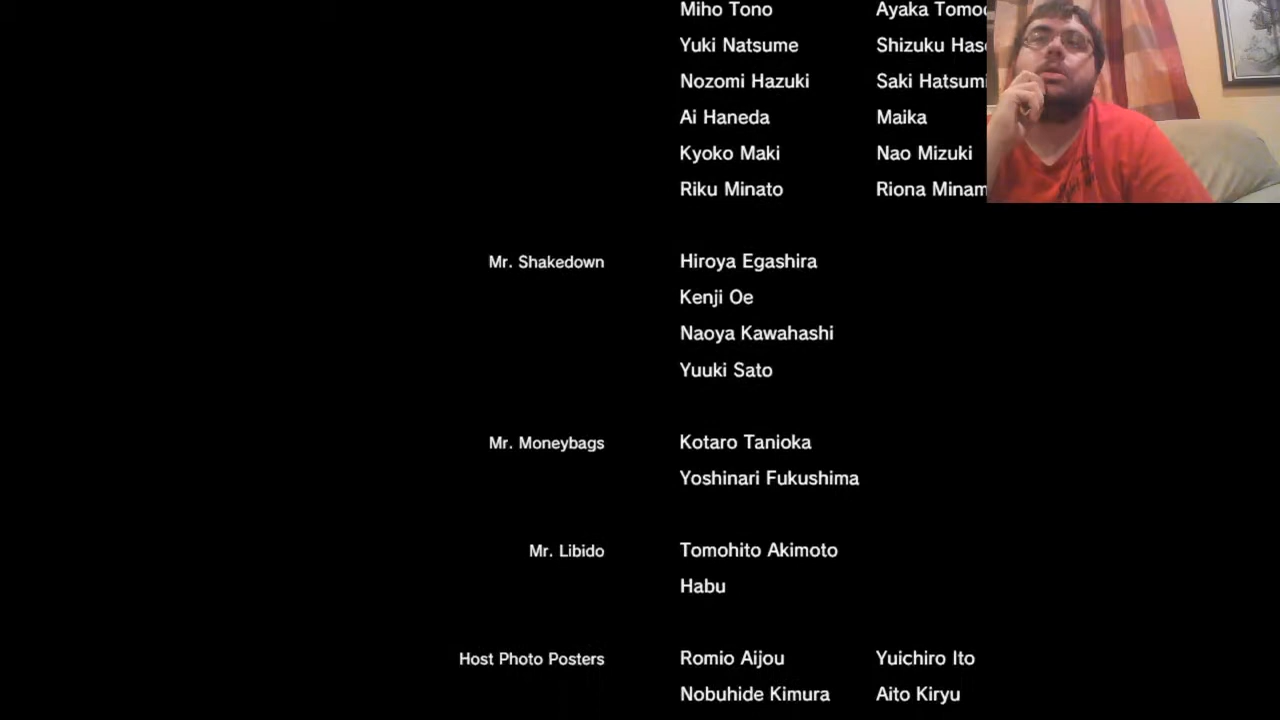 Miho Tono Ayaka
Yuki Natsume Shizuku
Nozomi Hazuki Saki
Ai Haneda Maika
Kyoko Maki Nao Mizuki
Riku Minato Riona
Mr. Shakedown Hiroya Egashira
Kenji Oe
Naoya Kawahashi
Yuuki Sato
Mr. Moneybags Kotaro Tanioka
Yoshinari Fukushima
Mr. Libido Tomohito Akimoto
Habu
Host Photo Posters Romio Aijou Yuichiro Ito
Nobuhide Kimura Aito Kiryu